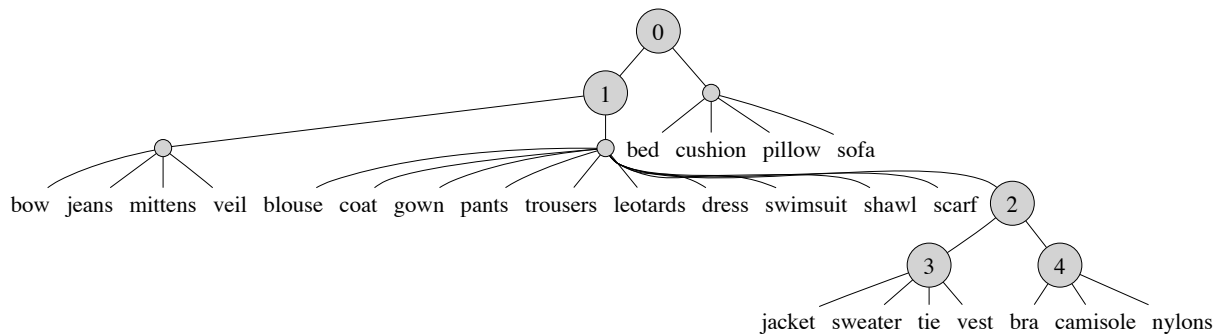 0
1
bed cushion pillow sofa
bow jeans mittens veil blouse coat gown pants trousers leotards dress swimsuit shawl scarf 2
3 4
jacket sweater tie vest bra camisole nylons